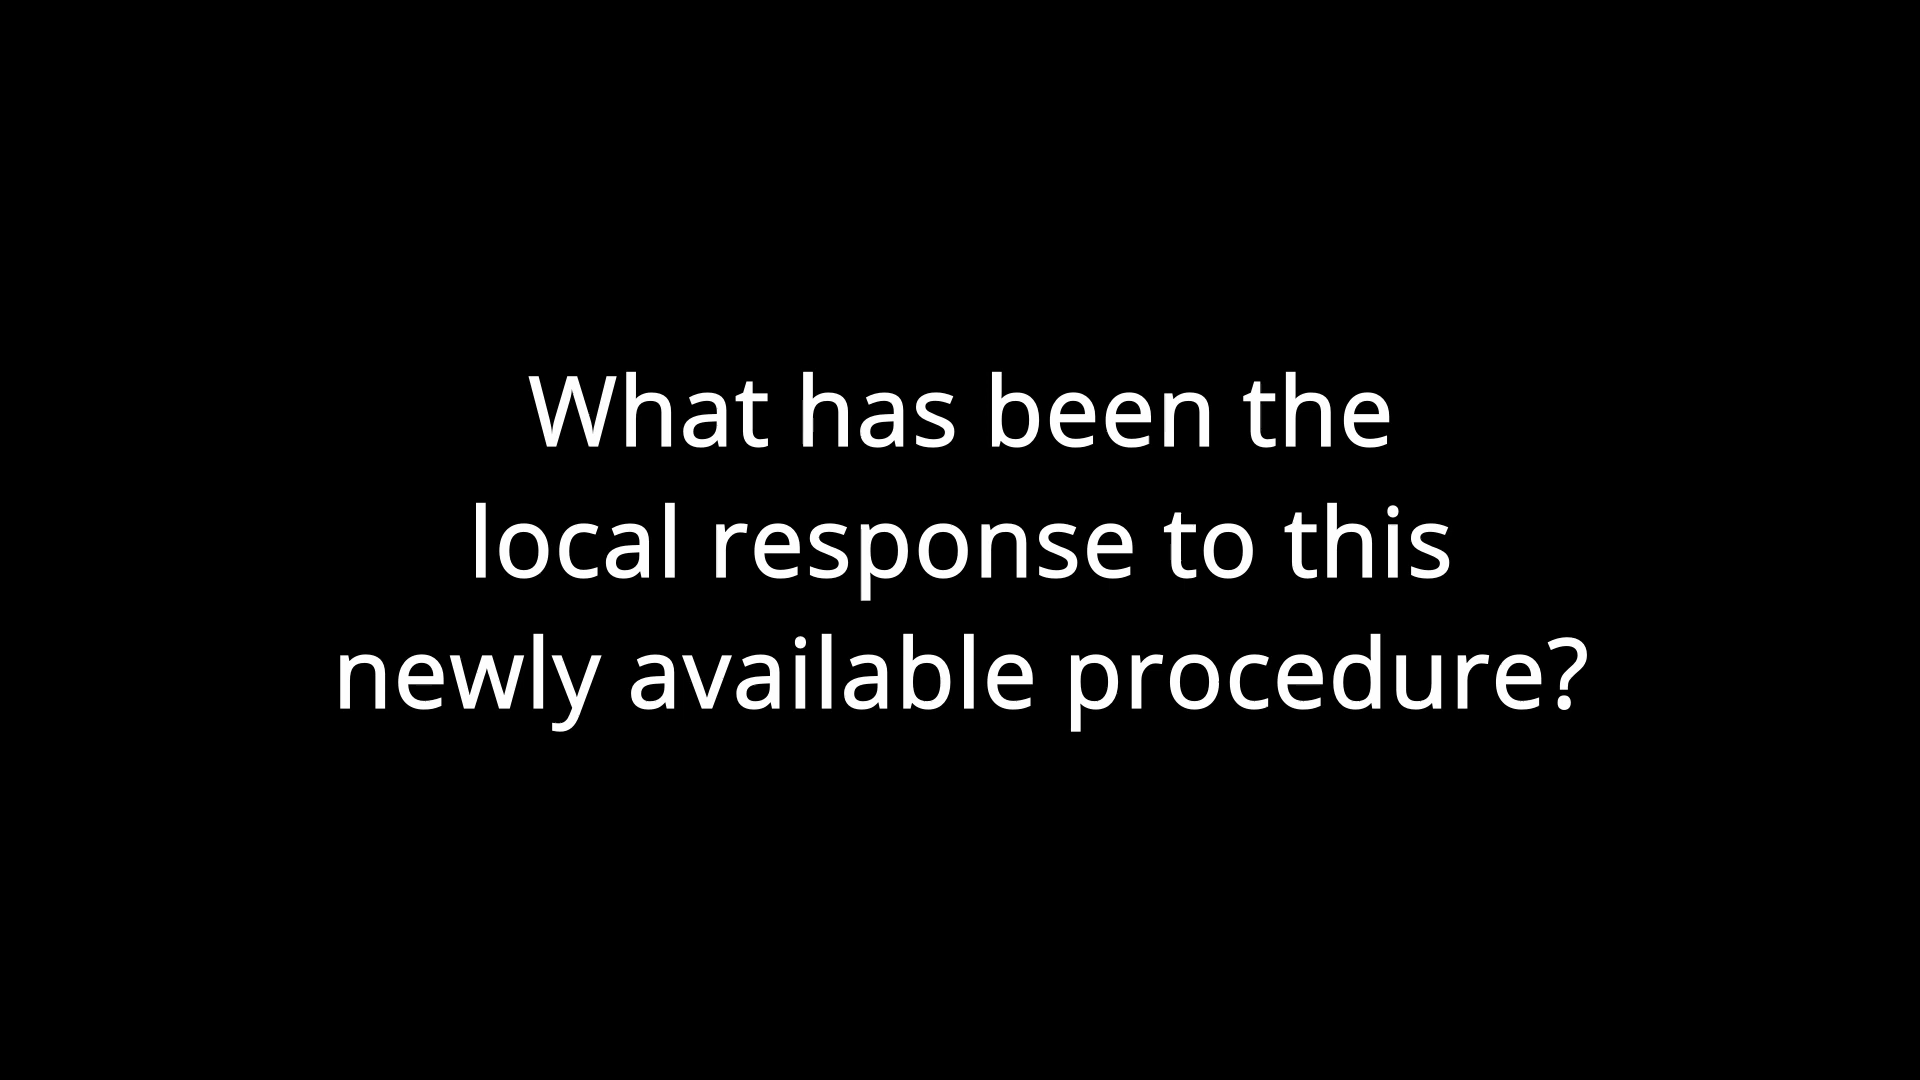 What has been the
local response to this
newly available procedure?